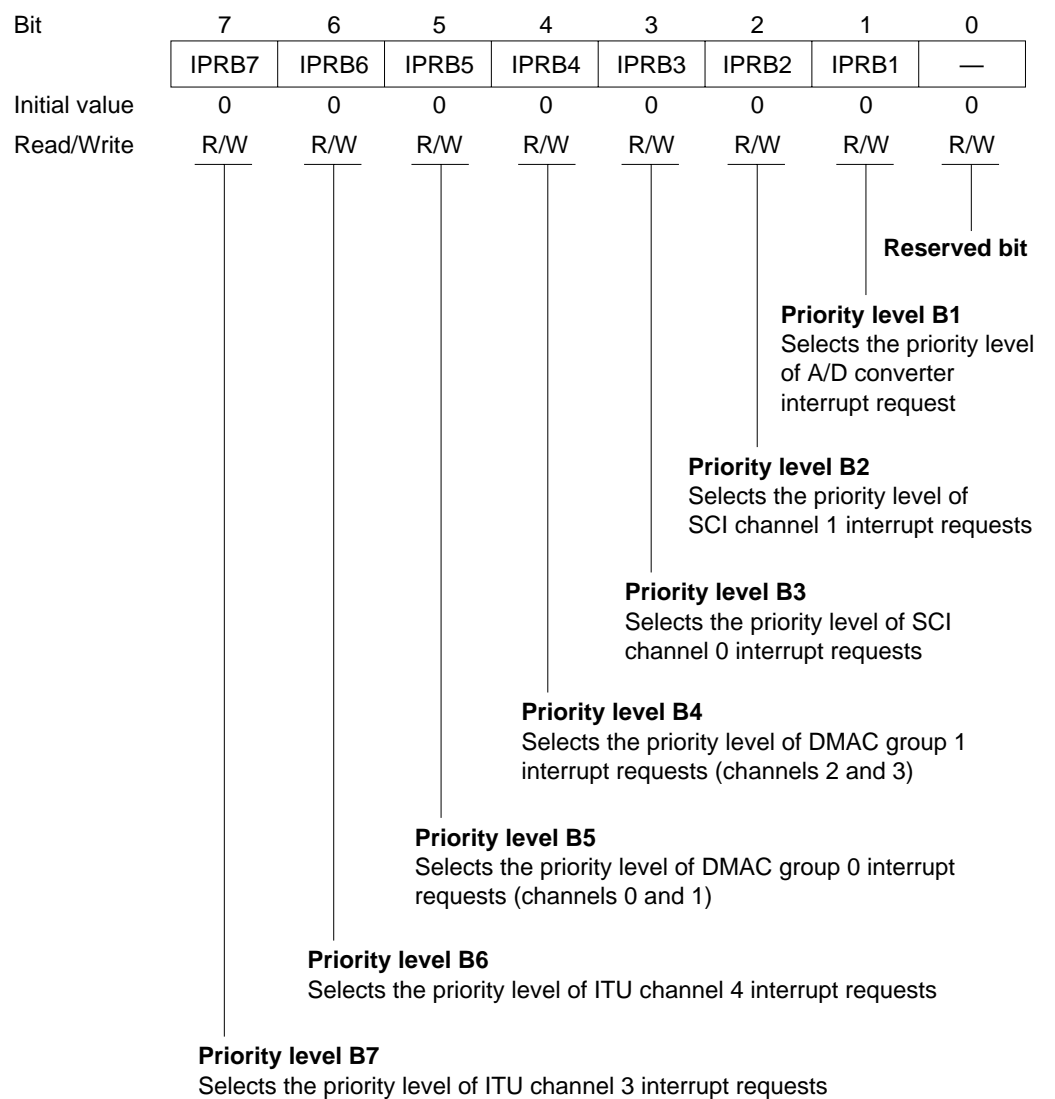 Bit 7 6 5 4 3 2 1 0
IPRB7 IPRB6 IPRB5 IPRB4 IPRB3 IPRB2 IPRB1 —
Initial value 0 0 0 0 0 0 0 0
Read/Write R/W R/W R/W R/W R/W R/W R/W R/W
Reserved bit
Priority level B1
Selects the priority level
of A/D converter
interrupt request
Priority level B2
Selects the priority level of
SCI channel 1 interrupt requests
Priority level B3
Selects the priority level of SCI
channel 0 interrupt requests
Priority level B4
Selects the priority level of DMAC group 1
interrupt requests (channels 2 and 3)
Priority level B5
Selects the priority level of DMAC group 0 interrupt
requests (channels 0 and 1)
Priority level B6
Selects the priority level of ITU channel 4 interrupt requests
Priority level B7
Selects the priority level of ITU channel 3 interrupt requests